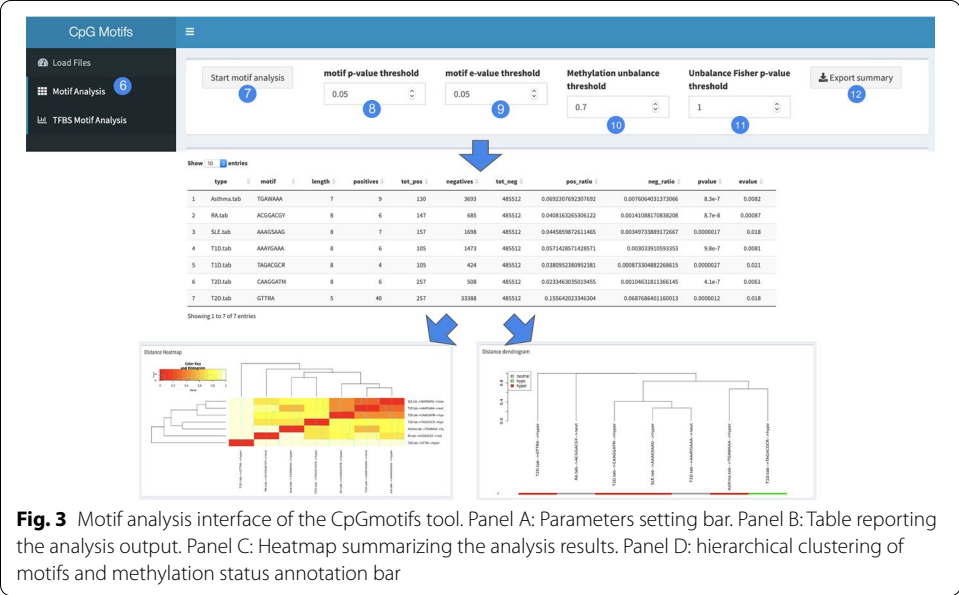 CpG Motifs
Load Files
Motif Analysis
6
TFBS Motif Analysis
Start motif analysis
7
motif p-value threshold
0.05
8
motif e-value threshold
0.05
9
Methylation unbalance
threshold
0.7
10
Unbalance Fisher p-value
threshold
1
11
Export summary
12
Show 10 entries
type motif length positives tot_pos negatives tot_neg pos_ratio neg_ratio pvalue evalue
1 Asthma.tab TGAWAAA 7 9 130 3693 485512 0.0692307692307692 0.0076064031373066 8.3e-7 0.0082
2 RA.tab ACGGACGY 8 6 147 685 485512 0.0408163265306122 0.00141088170838208 8.7e-8 0.00087
3 SLE.tab AAAGSAAG 8 7 157 1698 485512 0.0445859872611465 0.00349733889172667 0.0000017 0.018
4 T1D.tab AAAYGAAA 8 6 105 1473 485512 0.0571428571428571 0.003033910593353 9.8e-7 0.0081
5 T1D.tab TAGACGCR 8 4 105 424 485512 0.0380952380952381 0.000873304882268615 0.0000027 0.021
6 T2D.tab CAAGGATM 8 6 257 508 485512 0.0233463035019455 0.00104631811366145 4.1e-7 0.0061
7 T2D.tab GTTRA 5 40 257 33388 485512 0.155642023346304 0.0687686401160013 0.0000012 0.018
Showing 1 to 7 of 7 entries
Distance Heatmap
Color Key
and Histogram
Distance dendrogram
neutral
hypo
hyper
Fig. 3 Motif analysis interface of the CpGmotifs tool. Panel A: Parameters setting bar. Panel B: Table reporting
the analysis output. Panel C: Heatmap summarizing the analysis results. Panel D: hierarchical clustering of
motifs and methylation status annotation bar